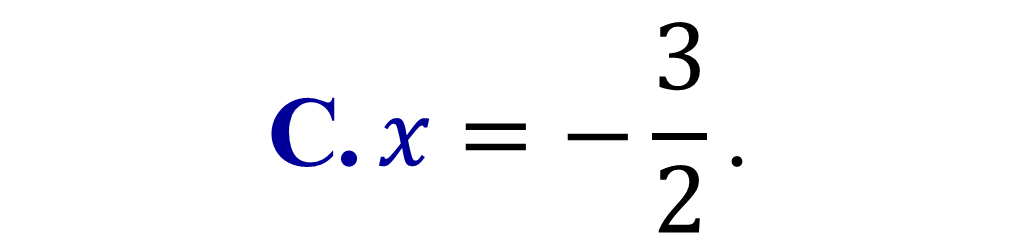 C. x = −3/2.